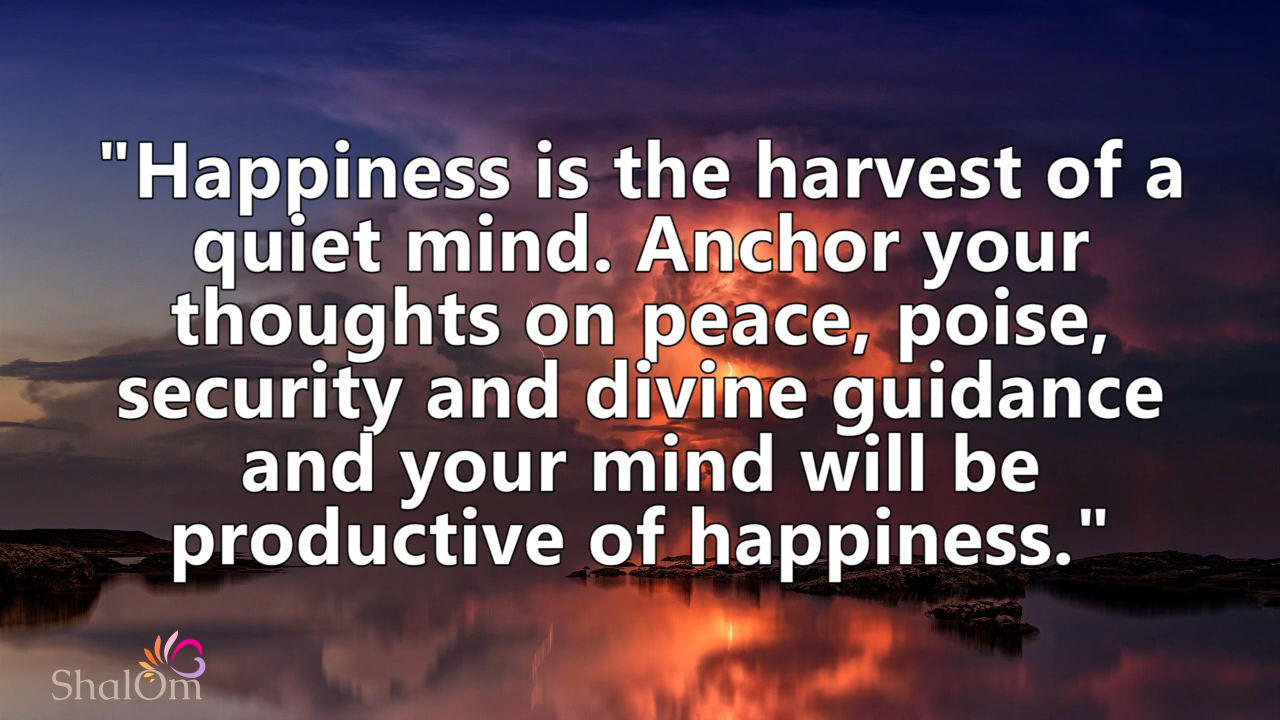 "Happiness is the harvest of a
quiet mind. Anchor your
thoughts on peace, poise,
security and divine guidance
and your mind will be
productive of happiness."
ShalOm